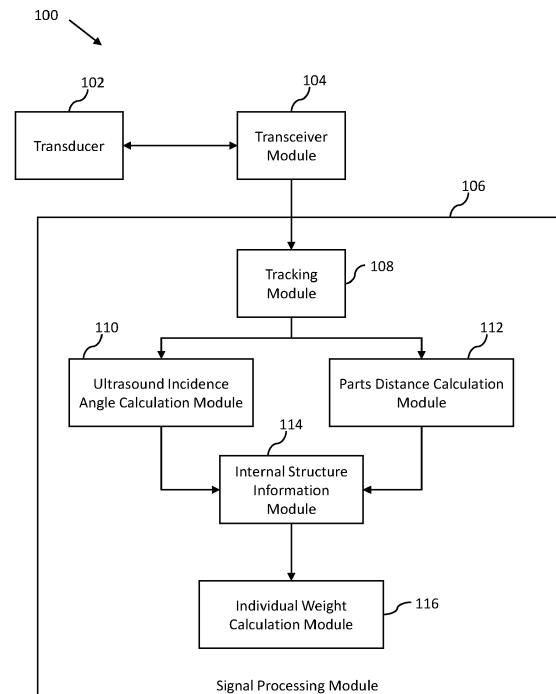 100
102
104
Transducer
Transceiver
Module
106
Tracking
Module
108
110
112
Ultrasound Incidence
Angle Calculation Module
Parts Distance Calculation
Module
114
Internal Structure
Information
Module
Individual Weight
Calculation Module
116
Signal Processing Module